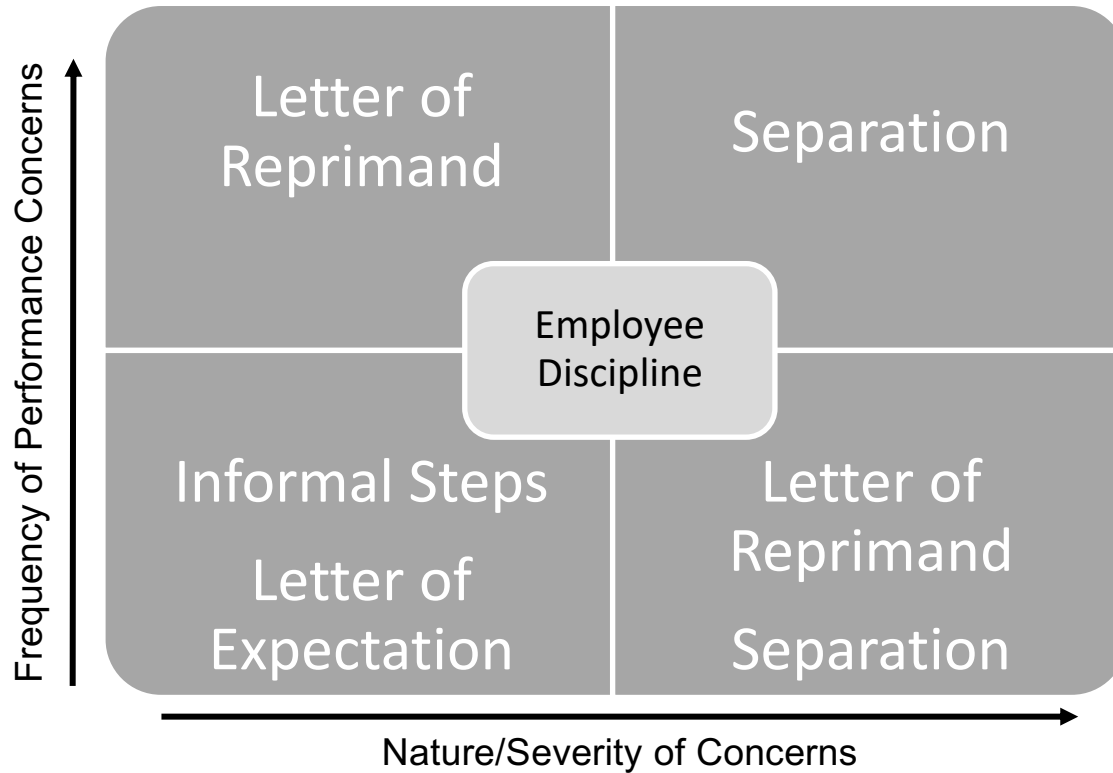 Frequency of Performance Concerns
Letter of
Reprimand
Separation
Employee
Discipline
Informal Steps
Letter of
Expectation
Letter of
Reprimand
Separation
Nature/Severity of Concerns